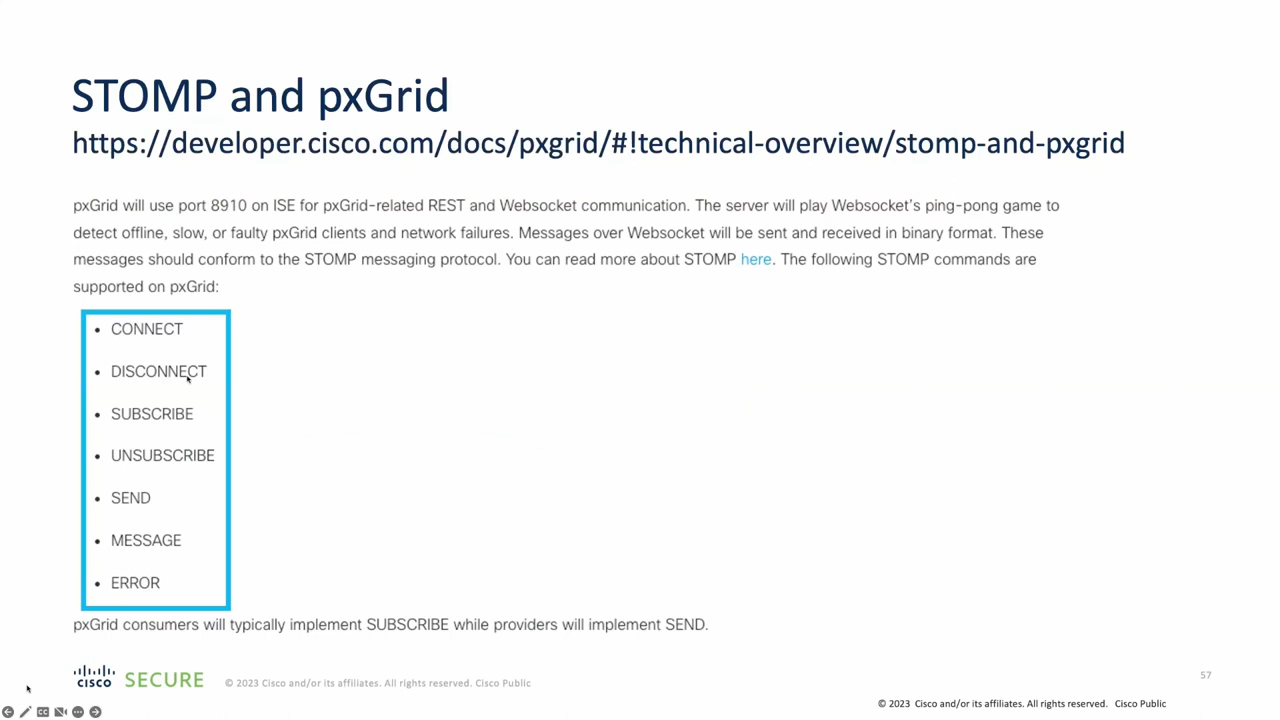 STOMP and pxGrid
https://developer.cisco.com/docs/pxgrid/#!technical-overview/stomp-and-pxgrid
pxGrid will use port 8910 on ISE for pxGrid-related REST and Websocket communication. The server will play Websocket's ping-pong game to
detect offline, slow, or faulty pxGrid clients and network failures. Messages over Websocket will be sent and received in binary format. These
messages should conform to the STOMP messaging protocol. You can read more about STOMP here. The following STOMP commands are
supported on pxGrid:
• CONNECT
• DISCONNECT
• SUBSCRIBE
• UNSUBSCRIBE
• SEND
• MESSAGE
• ERROR
pxGrid consumers will typically implement SUBSCRIBE while providers will implement SEND.
CISCO SECURE © 2023 Cisco and/or its affiliates. All rights reserved. Cisco Public
57
© 2023 Cisco and/or its affiliates. All rights reserved. Cisco Public
CC